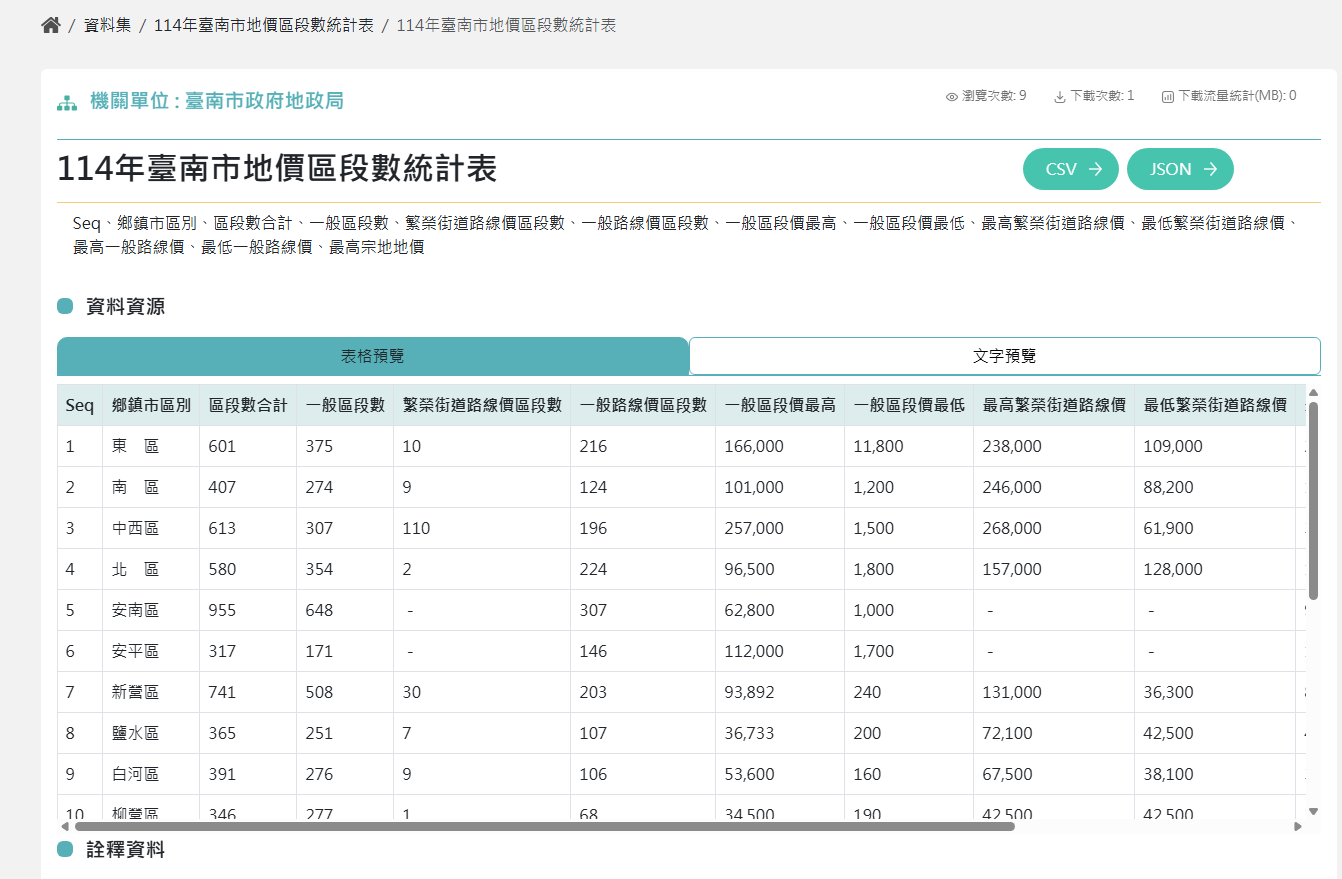 / 資料集 / 114年臺南市地價區段數統計表 / 114年臺南市地價區段數統計表
機關單位 : 臺南市政府地政局
瀏覽次數: 9 下載次數: 1 下載流量統計(MB): 0
114年臺南市地價區段數統計表
CSV → JSON →
Seq、鄉鎮市區別、區段數合計、一般區段數、繁榮街道路線價區段數、一般路線價區段數、一般區段價最高、一般區段價最低、最高繁榮街道路線價、最低繁榮街道路線價、
最高一般路線價、最低一般路線價、最高宗地地價
資料資源
表格預覽 文字預覽
Seq 鄉鎮市區別 區段數合計 一般區段數 繁榮街道路線價區段數 一般路線價區段數 一般區段價最高 一般區段價最低 最高繁榮街道路線價 最低繁榮街道路線價
1 東 區 601 375 10 216 166,000 11,800 238,000 109,000
2 南 區 407 274 9 124 101,000 1,200 246,000 88,200
3 中西區 613 307 110 196 257,000 1,500 268,000 61,900
4 北 區 580 354 2 224 96,500 1,800 157,000 128,000
5 安南區 955 648 - 307 62,800 1,000 - -
6 安平區 317 171 - 146 112,000 1,700 - -
7 新營區 741 508 30 203 93,892 240 131,000 36,300
8 鹽水區 365 251 7 107 36,733 200 72,100 42,500
9 白河區 391 276 9 106 53,600 160 67,500 38,100
10 柳營區 346 277 1 68 34,500 190 42,500 42,500
詮釋資料